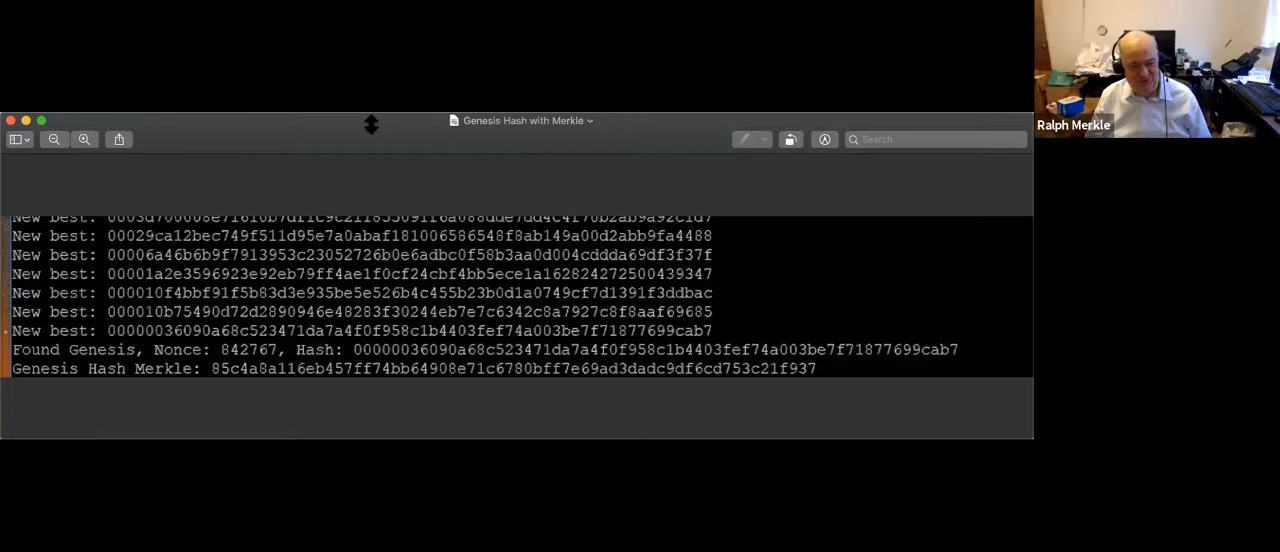 Genesis Hash with Merkle
Search
Ralph Merkle
New best: 00029ca12bec749f511d95e7a0abaf181006586548f8ab149a00d2abb9fa4488
New best: 00006a46b6b9f7913953c23052726b0e6adbc0f58b3aa0d004cddda69df3f37f
New best: 00001a2e3596923e92eb79ff4ae1f0cf24cbf4bb5ece1a162824272500439347
New best: 000010f4bbf91f5b83d3e935be5e526b4c455b23b0d1a0749cf7d1391f3ddbac
New best: 000010b75490d72d2890946e48283f30244eb7e7c6342c8a7927c8f8aaf69685
New best: 00000036090a68c523471da7a4f0f958c1b4403fef74a003be7f71877699cab7
Found Genesis, Nonce: 842767, Hash: 00000036090a68c523471da7a4f0f958c1b4403fef74a003be7f71877699cab7
Genesis Hash Merkle: 85c4a8a116eb457ff74bb64908e71c6780bff7e69ad3dadc9df6cd753c21f937